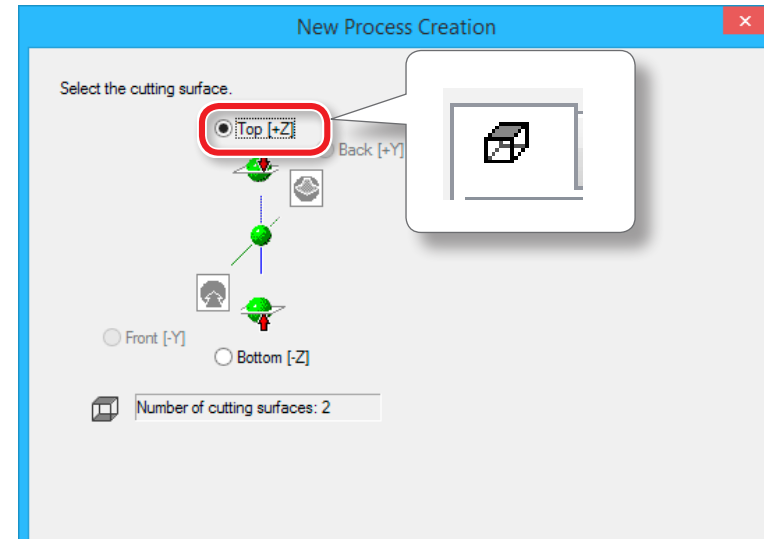 New Process Creation
Select the cutting surface.
Top [+Z]
Back [+Y]
Front [-Y]
Bottom [-Z]
Number of cutting surfaces: 2